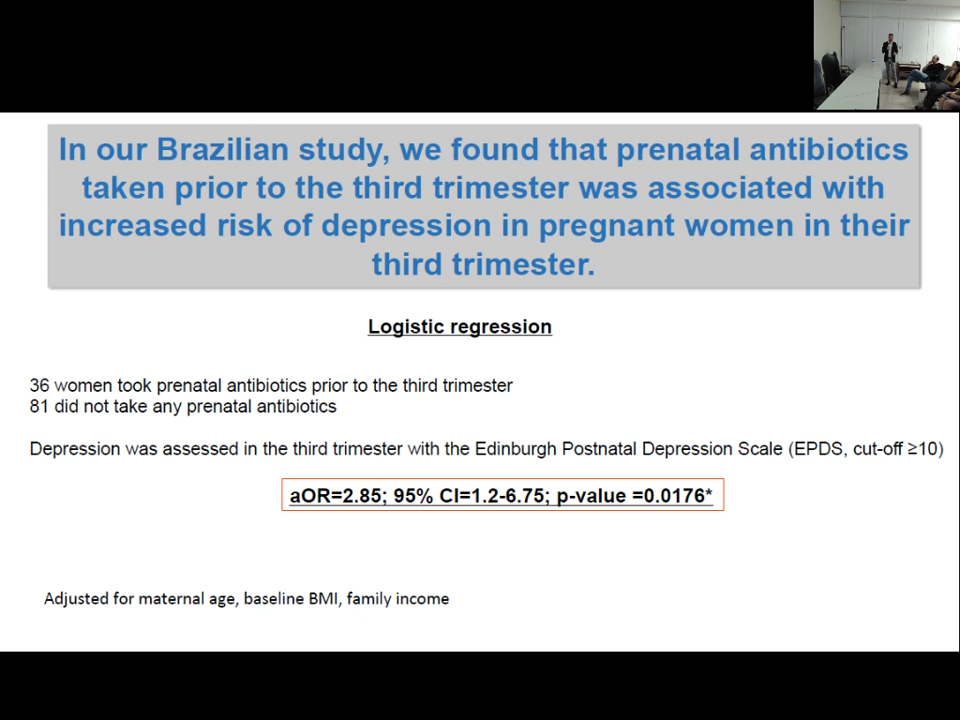 In our Brazilian study, we found that prenatal antibiotics
taken prior to the third trimester was associated with
increased risk of depression in pregnant women in their
third trimester.
Logistic regression
36 women took prenatal antibiotics prior to the third trimester
81 did not take any prenatal antibiotics
Depression was assessed in the third trimester with the Edinburgh Postnatal Depression Scale (EPDS, cut-off ≥10)
aOR=2.85; 95% CI=1.2-6.75; p-value =0.0176*
Adjusted for maternal age, baseline BMI, family income